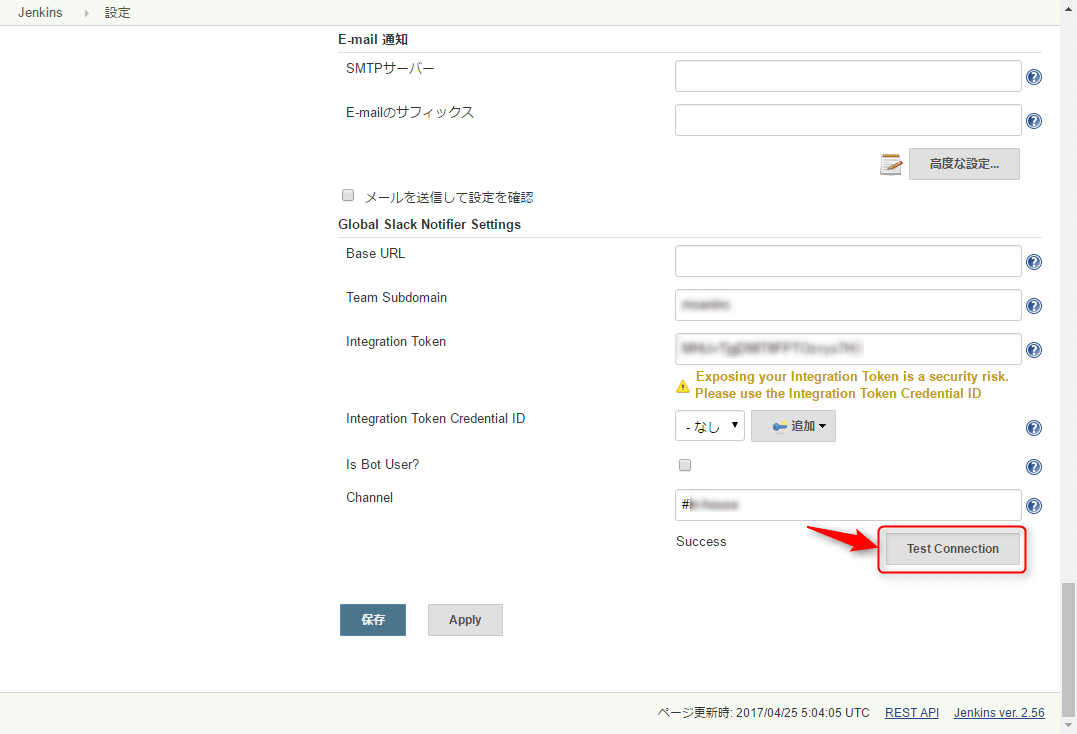 Jenkins 設定
E-mail 通知
SMTPサーバー
E-mailのサフィックス
高度な設定...
メールを送信して設定を確認
Global Slack Notifier Settings
Base URL
Team Subdomain
Integration Token
Exposing your Integration Token is a security risk.
Please use the Integration Token Credential ID
Integration Token Credential ID
- なし
追加
Is Bot User?
Channel
#
Success
Test Connection
保存
Apply
ページ更新時: 2017/04/25 5:04:05 UTC REST API Jenkins ver. 2.56